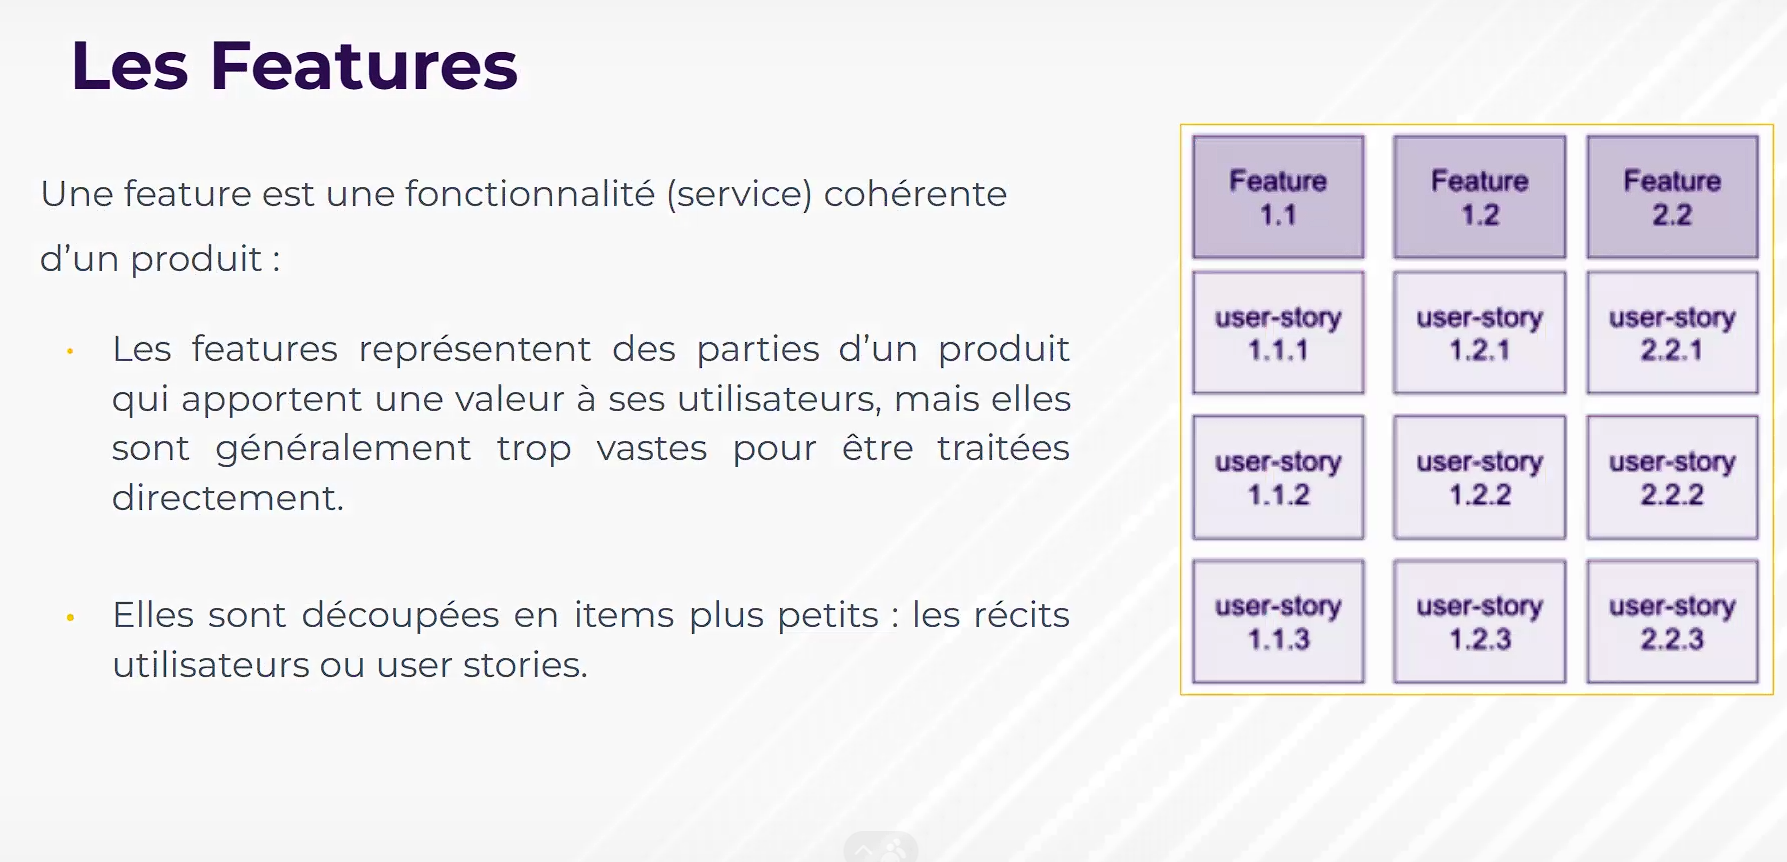 Les Features
Une feature est une fonctionnalité (service) cohérente
d’un produit :
• Les features représentent des parties d’un produit
qui apportent une valeur à ses utilisateurs, mais elles
sont généralement trop vastes pour être traitées
directement.
• Elles sont découpées en items plus petits : les récits
utilisateurs ou user stories.
Feature
1.1
Feature
1.2
Feature
2.2
user-story
1.1.1
user-story
1.2.1
user-story
2.2.1
user-story
1.1.2
user-story
1.2.2
user-story
2.2.2
user-story
1.1.3
user-story
1.2.3
user-story
2.2.3